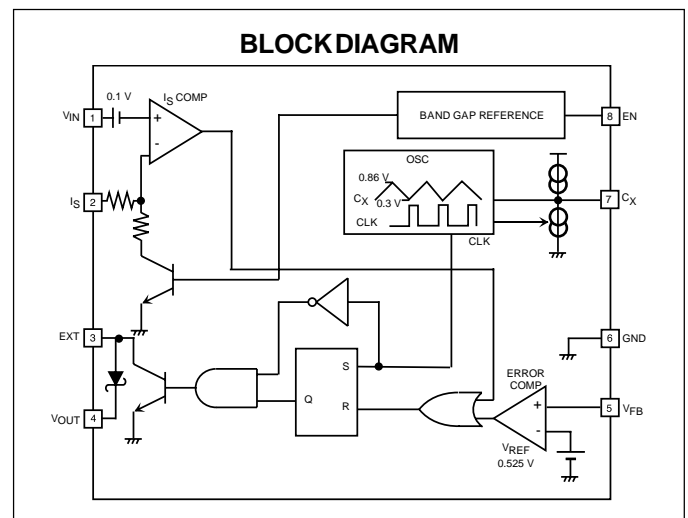 BLOCK DIAGRAM
VIN 1 0.1 V
IS COMP
+
-
BAND GAP REFERENCE
8 EN
OSC
0.86 V
CX 0.3 V
CLK
CLK
IS 2
7 CX
EXT 3
6 GND
S
Q
R
ERROR
COMP
+
-
5 VFB
VOUT 4
VREF
0.525 V